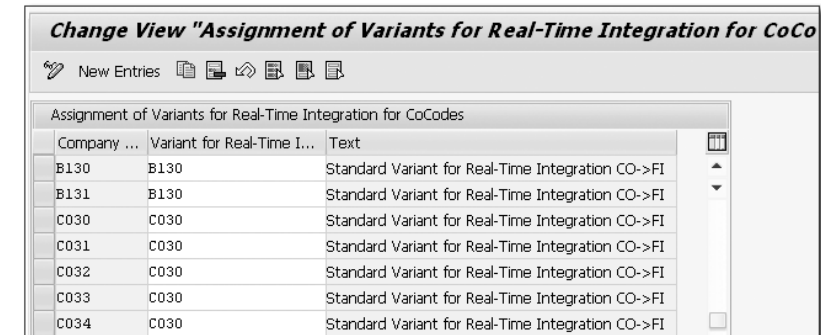 Change View "Assignment of Variants for Real-Time Integration for CoCo
New Entries
Assignment of Variants for Real-Time Integration for CoCodes
Company ... Variant for Real-Time I... Text
B130 B130 Standard Variant for Real-Time Integration CO->FI
B131 B130 Standard Variant for Real-Time Integration CO->FI
C030 C030 Standard Variant for Real-Time Integration CO->FI
C031 C030 Standard Variant for Real-Time Integration CO->FI
C032 C030 Standard Variant for Real-Time Integration CO->FI
C033 C030 Standard Variant for Real-Time Integration CO->FI
C034 C030 Standard Variant for Real-Time Integration CO->FI